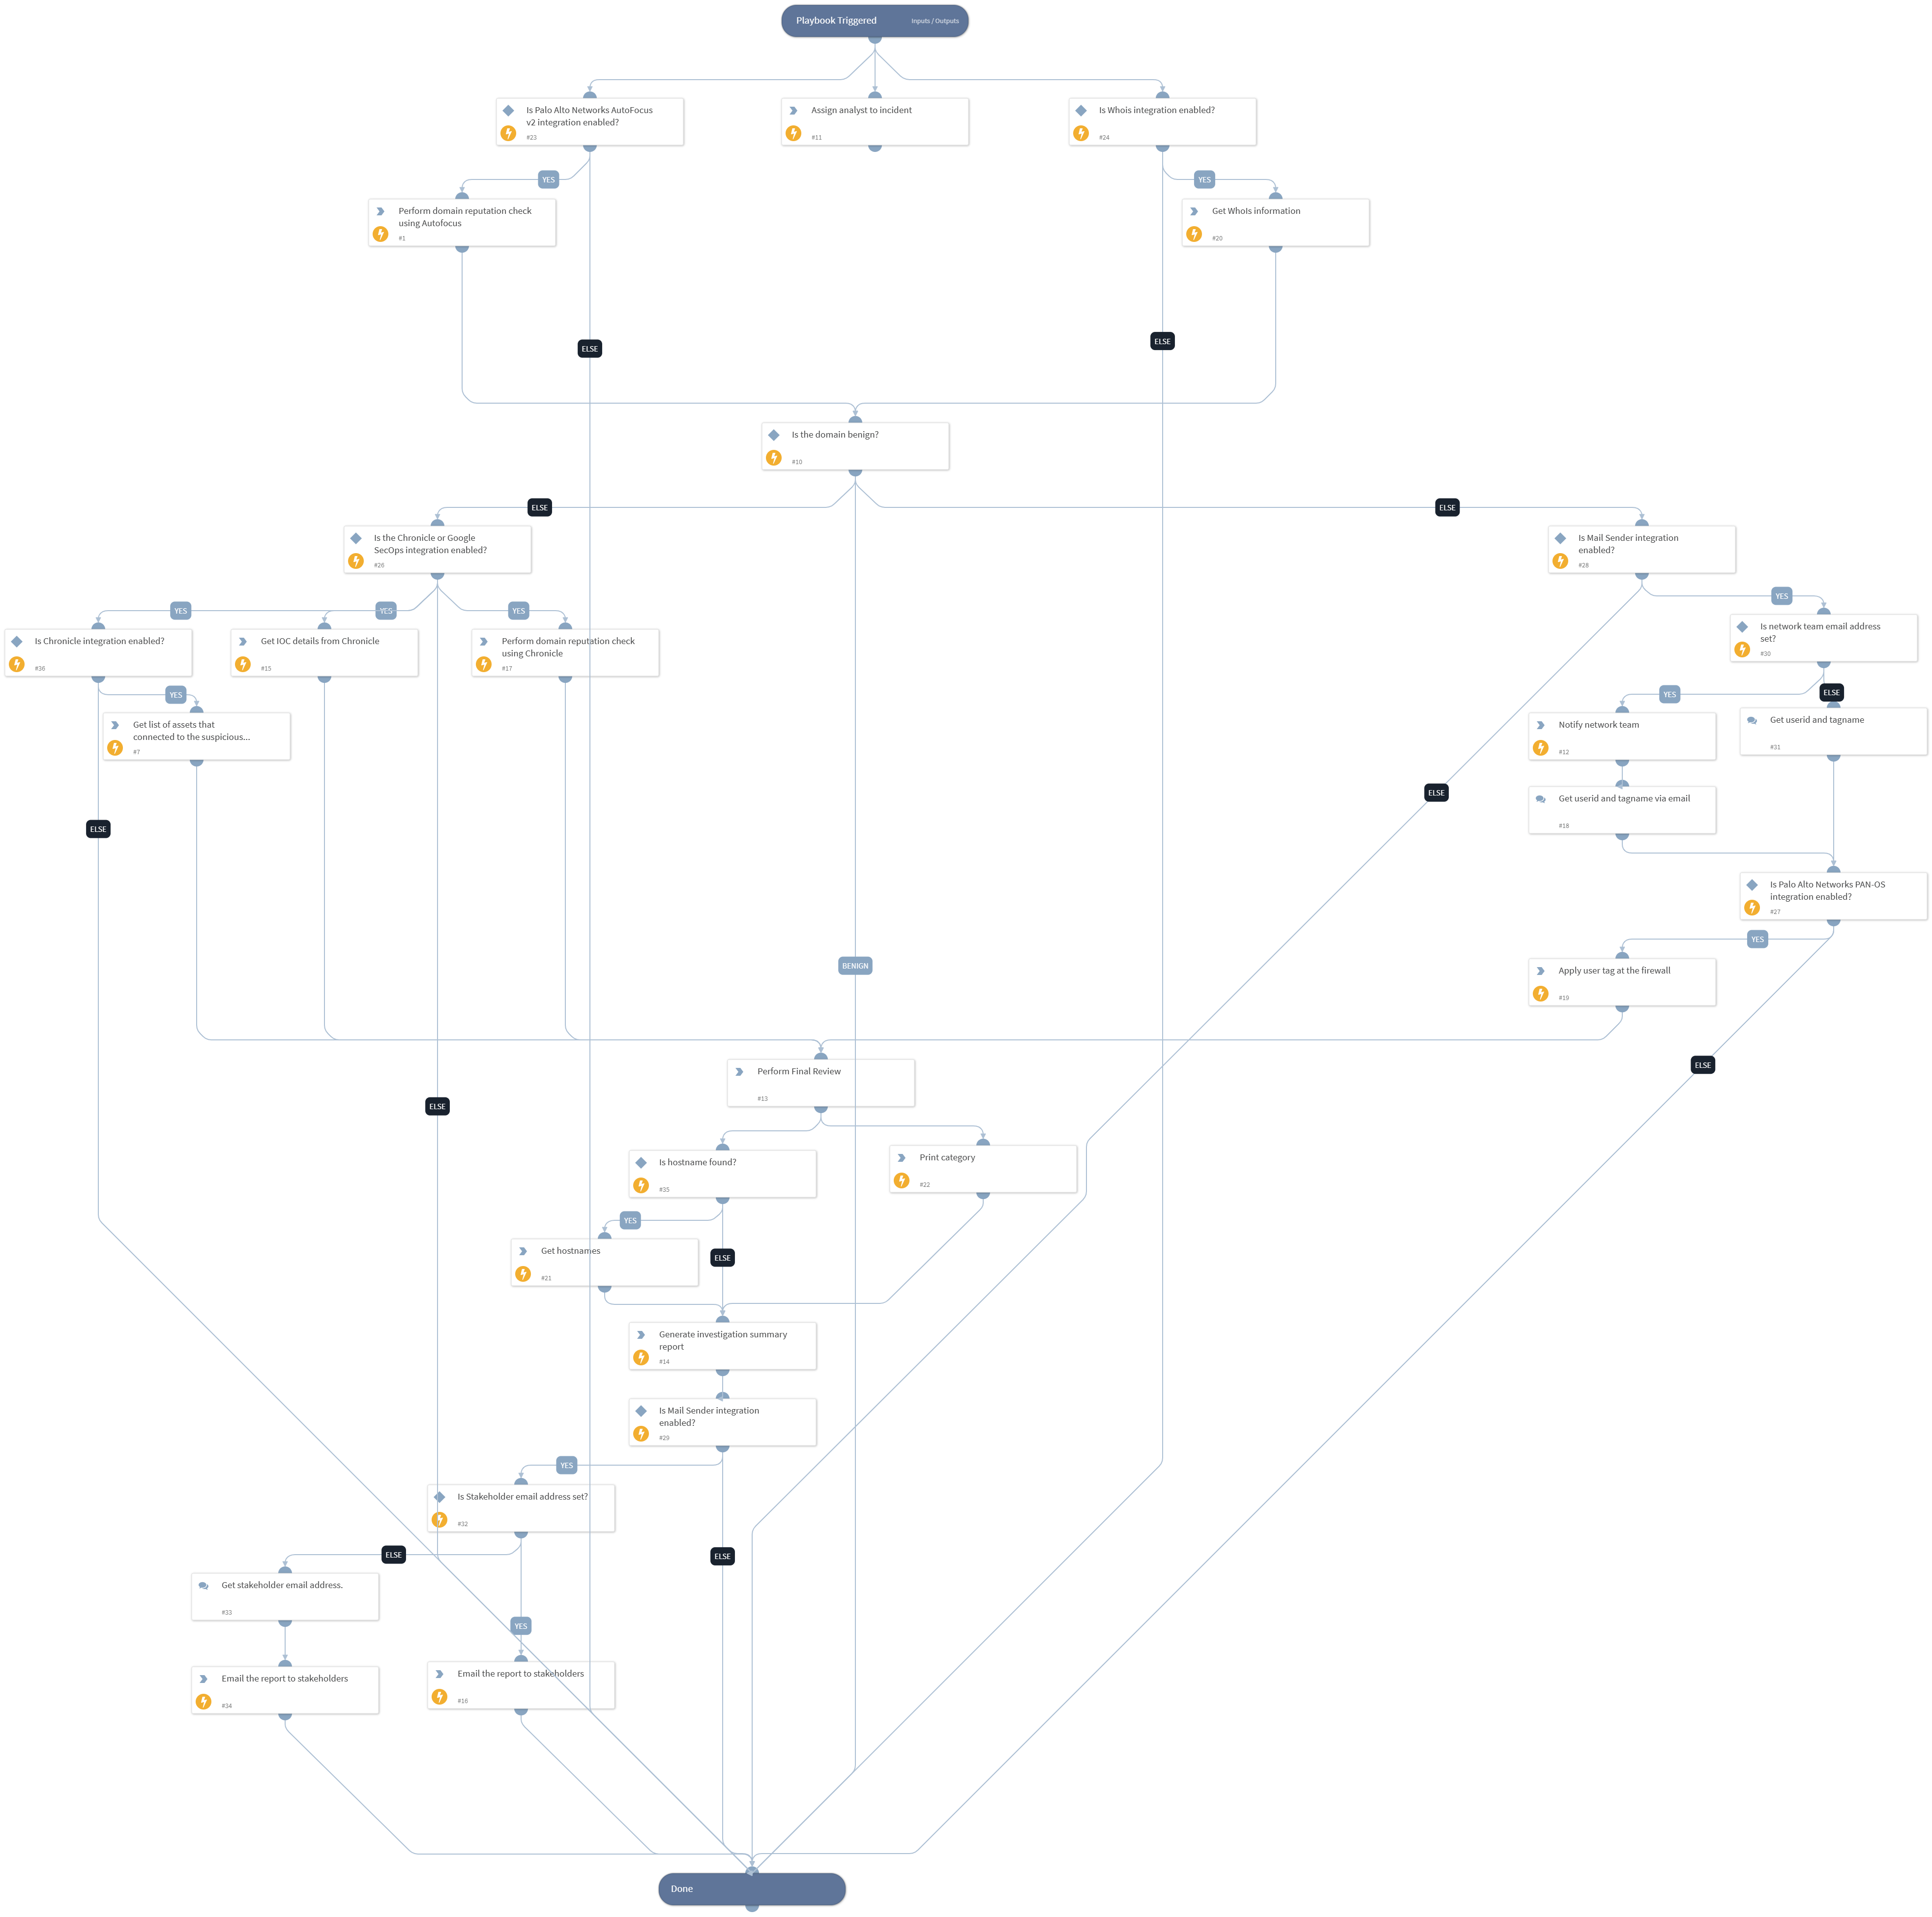 Playbook Triggered
Inputs / Outputs
Is Palo Alto Networks AutoFocus
v2 integration enabled?
#23
Assign analyst to incident
#11
Is Whois integration enabled?
#24
YES
YES
Perform domain reputation check
using Autofocus
#1
Get WhoIs information
#20
ELSE
ELSE
Is the domain benign?
#10
ELSE
ELSE
Is the Chronicle or Google
SecOps integration enabled?
#26
Is Mail Sender integration
enabled?
#28
YES
YES
YES
YES
Is Chronicle integration enabled?
#36
Get IOC details from Chronicle
#15
Perform domain reputation check
using Chronicle
#17
Is network team email address
set?
#30
YES
YES
ELSE
Get list of assets that
connected to the suspicious...
#7
Notify network team
#12
Get userid and tagname
#31
ELSE
Get userid and tagname via email
#18
ELSE
Is Palo Alto Networks PAN-OS
integration enabled?
#27
YES
BENIGN
Apply user tag at the firewall
#19
Perform Final Review
#13
ELSE
ELSE
Is hostname found?
#35
Print category
#22
YES
Get hostnames
#21
ELSE
Generate investigation summary
report
#14
Is Mail Sender integration
enabled?
#29
YES
Is Stakeholder email address set?
#32
ELSE
ELSE
Get stakeholder email address.
#33
YES
Email the report to stakeholders
#34
Email the report to stakeholders
#16
Done